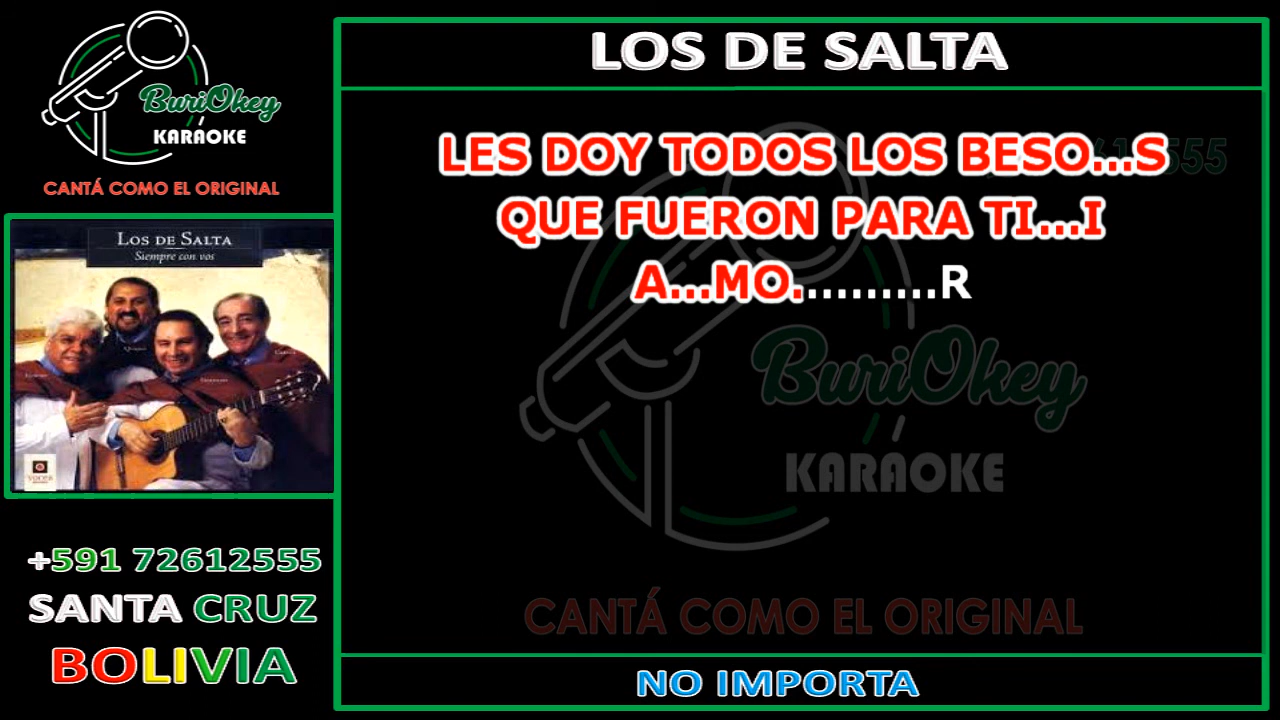 BuriOkey
KARAOKE
CANTÁ COMO EL ORIGINAL
LOS DE SALTA
LES DOY TODOS LOS BESO...S
QUE FUERON PARA TI...I
A...MO..........R
LOS DE SALTA
Siempre con vos
BuriOkey
KARAOKE
CANTÁ COMO EL ORIGINAL
+591 72612555
SANTA CRUZ
BOLIVIA
NO IMPORTA